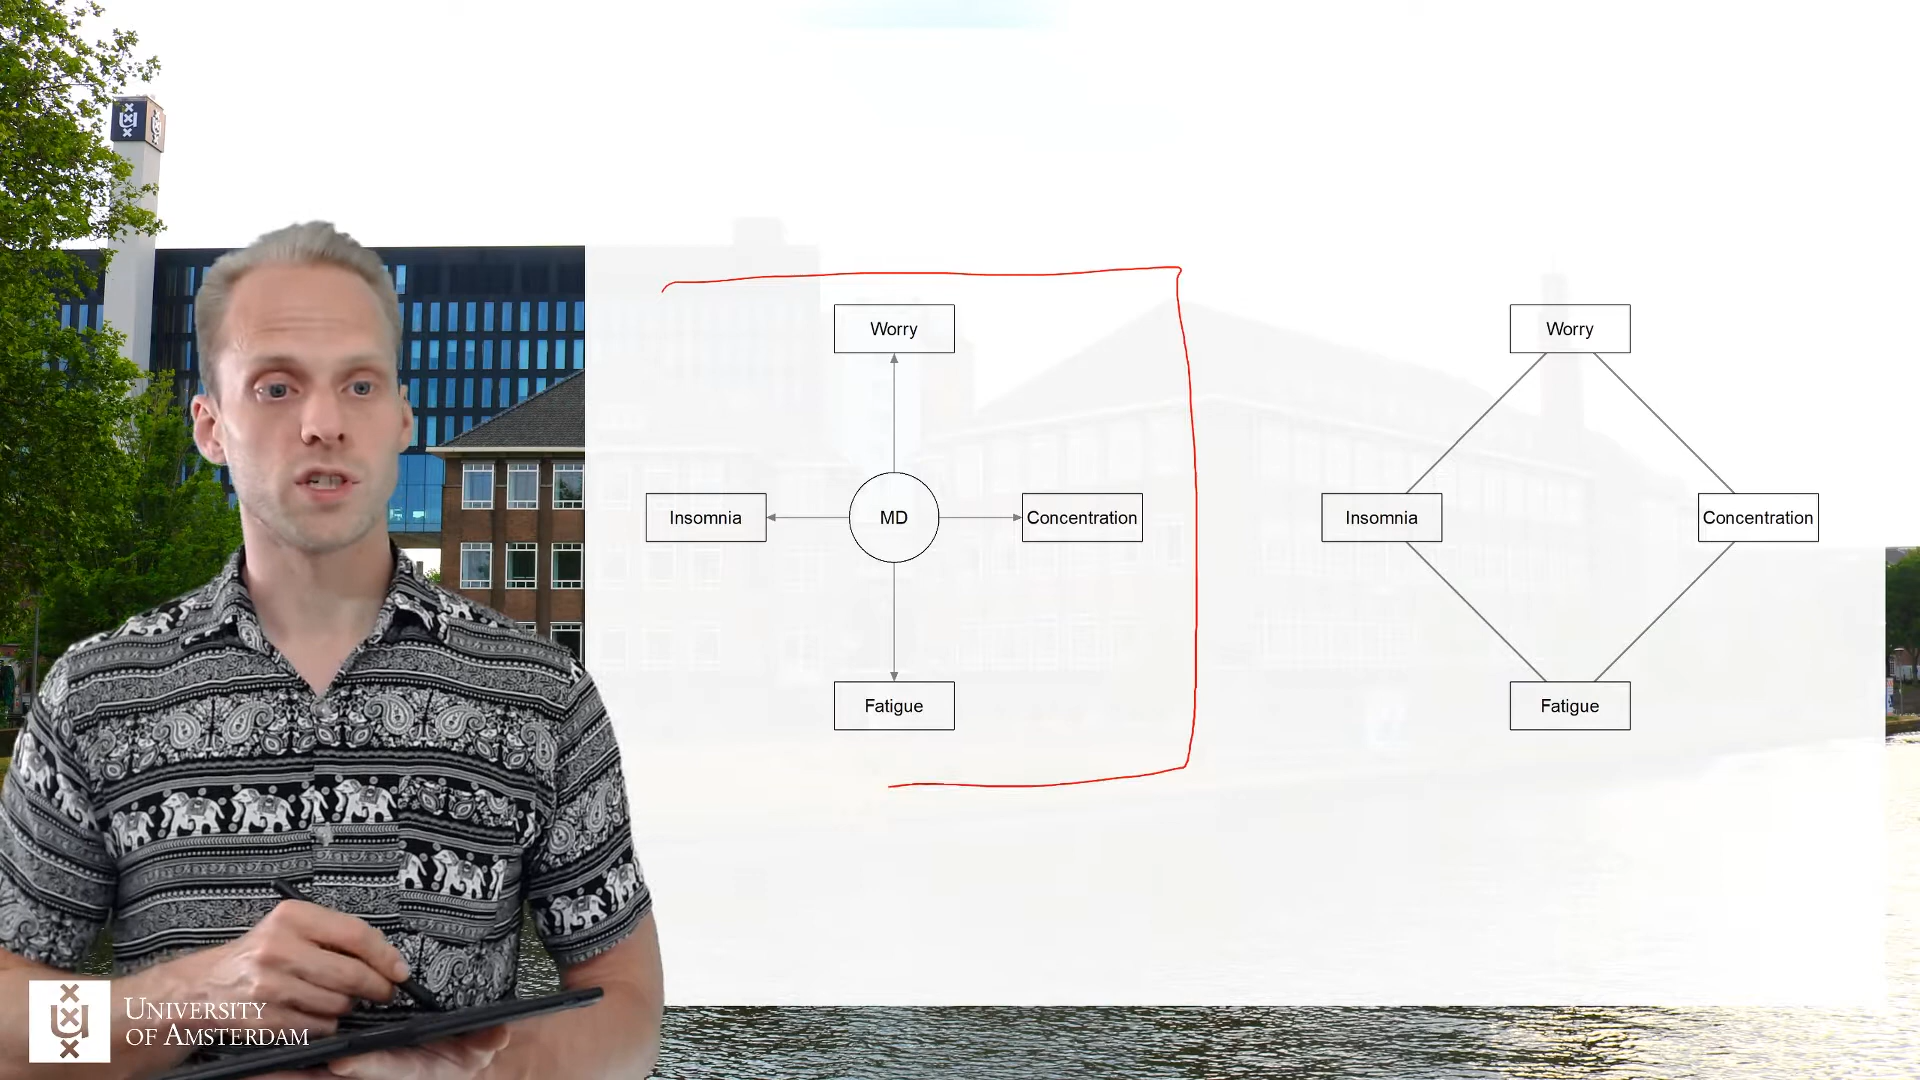 Worry
Insomnia
MD
Concentration
Fatigue
Worry
Insomnia
Concentration
Fatigue
UNIVERSITY
OF AMSTERDAM